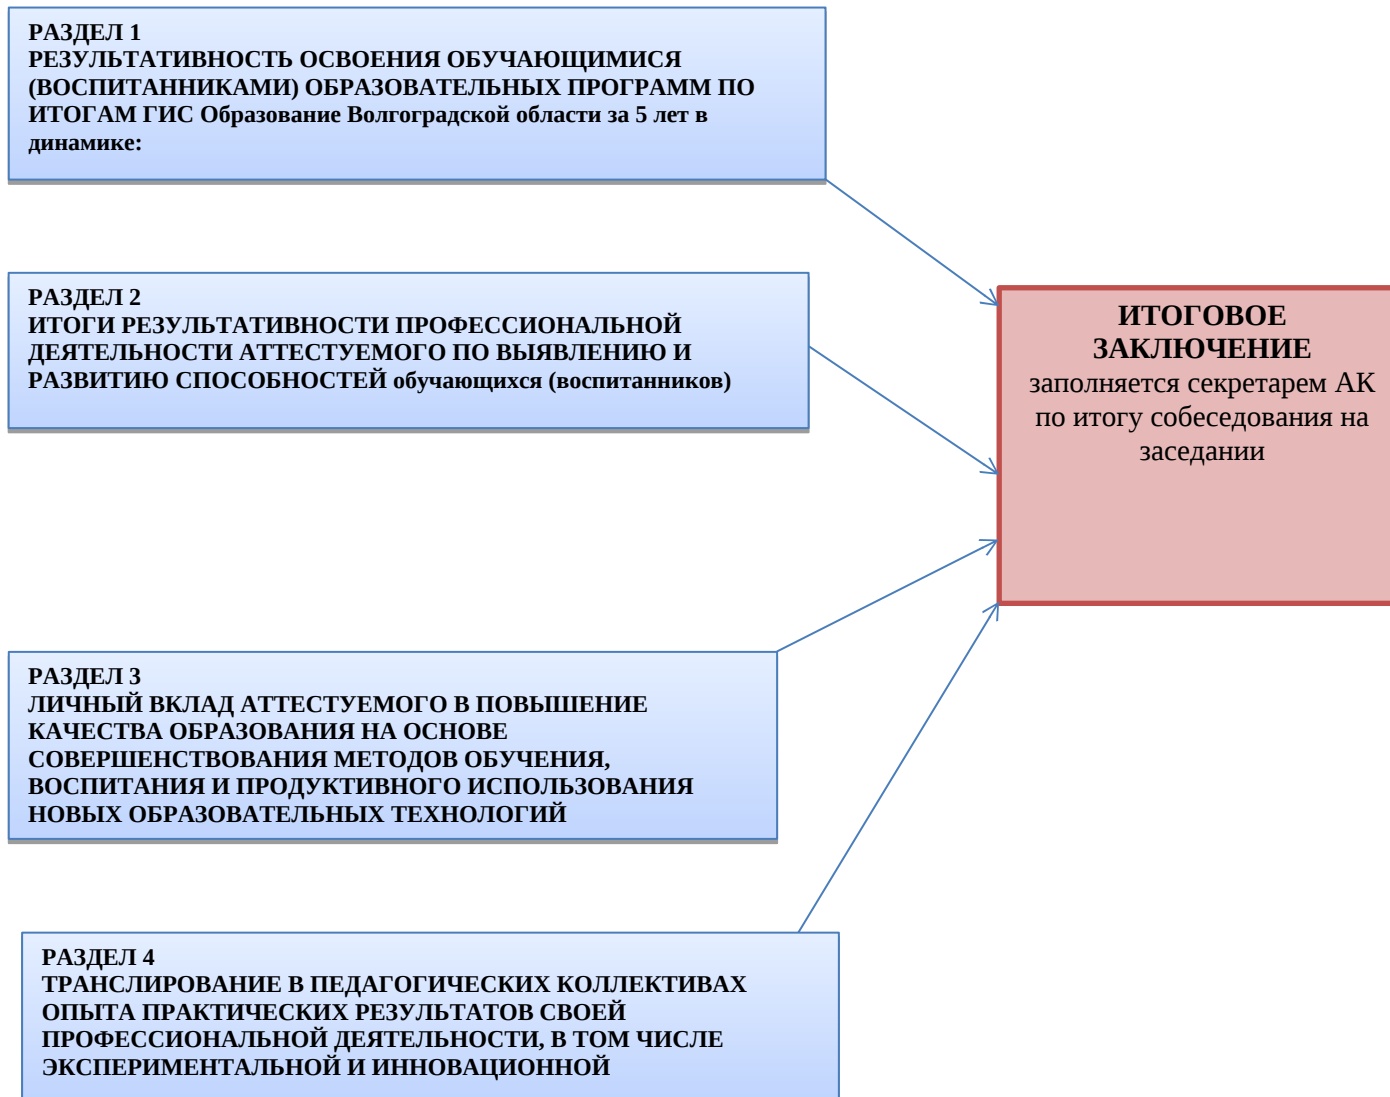 РАЗДЕЛ 1
РЕЗУЛЬТАТИВНОСТЬ ОСВОЕНИЯ ОБУЧАЮЩИМИСЯ
(ВОСПИТАННИКАМИ) ОБРАЗОВАТЕЛЬНЫХ ПРОГРАММ ПО
ИТОГАМ ГИС Образование Волгоградской области за 5 лет в
динамике:
РАЗДЕЛ 2
ИТОГИ РЕЗУЛЬТАТИВНОСТИ ПРОФЕССИОНАЛЬНОЙ
ДЕЯТЕЛЬНОСТИ АТТЕСТУЕМОГО ПО ВЫЯВЛЕНИЮ И
РАЗВИТИЮ СПОСОБНОСТЕЙ обучающихся (воспитанников)
ИТОГОВОЕ
ЗАКЛЮЧЕНИЕ
заполняется секретарем АК
по итогу собеседования на
заседании
РАЗДЕЛ 3
ЛИЧНЫЙ ВКЛАД АТТЕСТУЕМОГО В ПОВЫШЕНИЕ
КАЧЕСТВА ОБРАЗОВАНИЯ НА ОСНОВЕ
СОВЕРШЕНСТВОВАНИЯ МЕТОДОВ ОБУЧЕНИЯ,
ВОСПИТАНИЯ И ПРОДУКТИВНОГО ИСПОЛЬЗОВАНИЯ
НОВЫХ ОБРАЗОВАТЕЛЬНЫХ ТЕХНОЛОГИЙ
РАЗДЕЛ 4
ТРАНСЛИРОВАНИЕ В ПЕДАГОГИЧЕСКИХ КОЛЛЕКТИВАХ
ОПЫТА ПРАКТИЧЕСКИХ РЕЗУЛЬТАТОВ СВОЕЙ
ПРОФЕССИОНАЛЬНОЙ ДЕЯТЕЛЬНОСТИ, В ТОМ ЧИСЛЕ
ЭКСПЕРИМЕНТАЛЬНОЙ И ИННОВАЦИОННОЙ